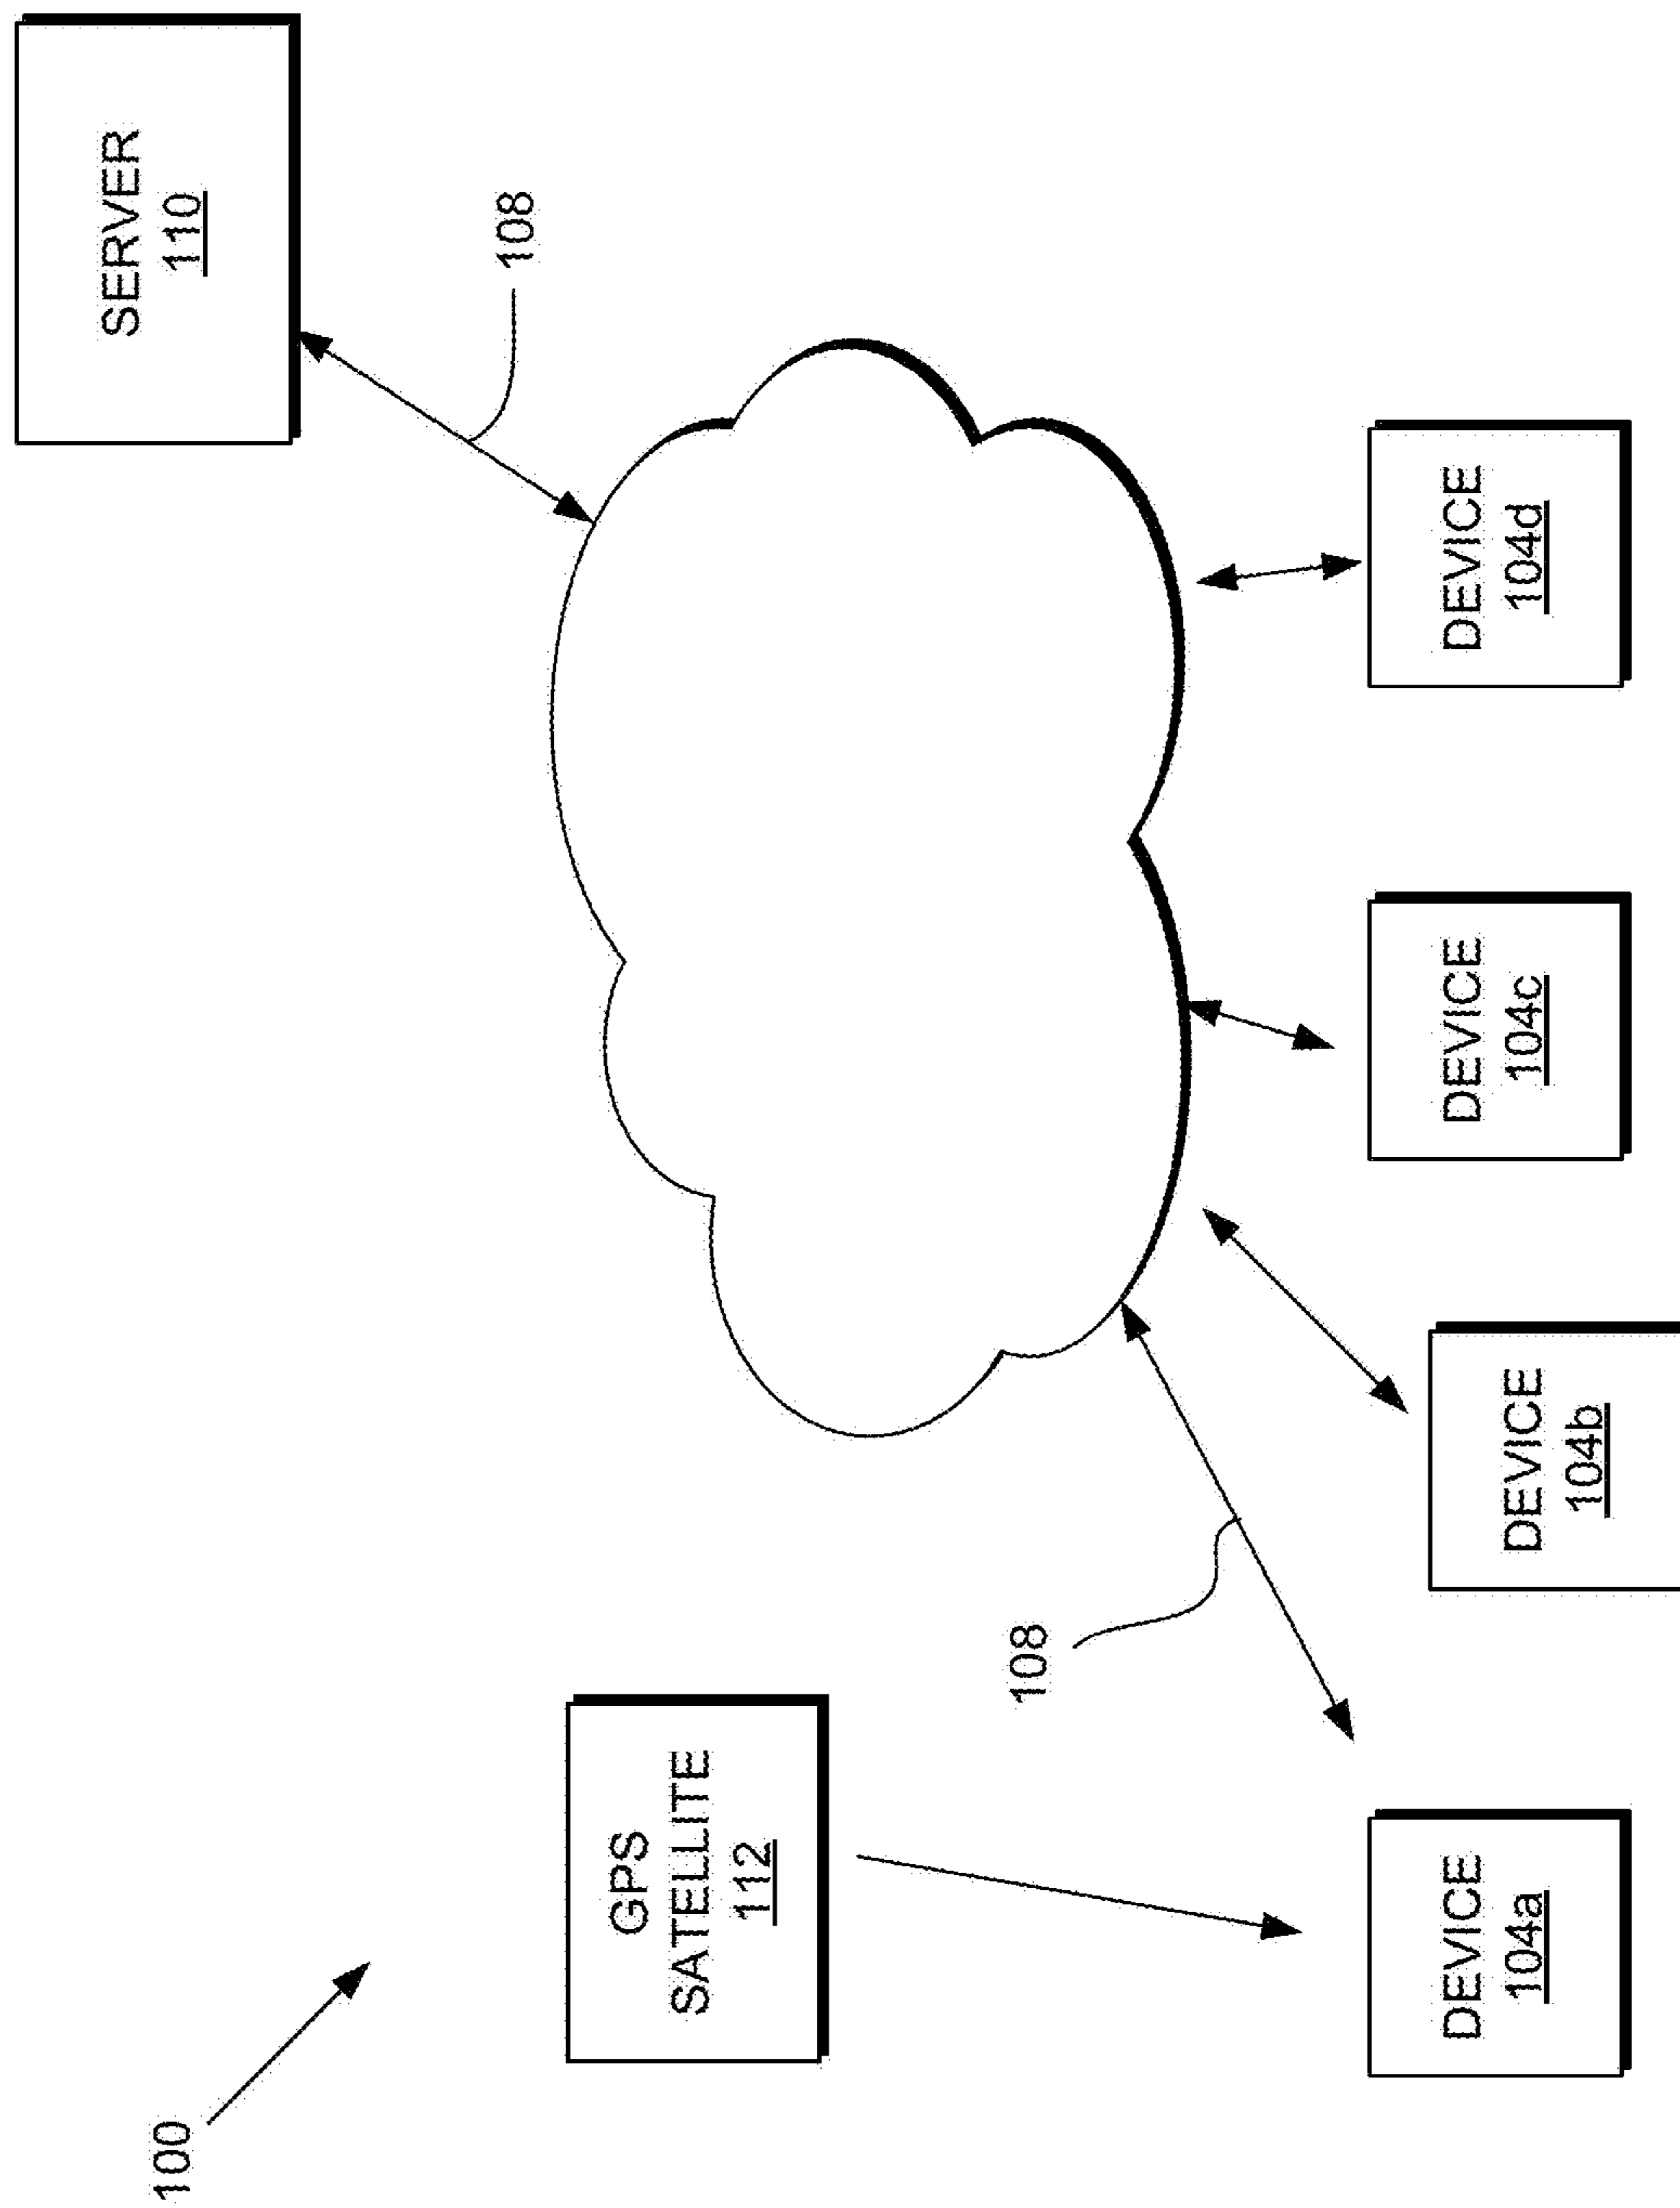 100
SERVER
110
108
GPS
SATELLITE
112
108
DEVICE
104a
DEVICE
104b
DEVICE
104c
DEVICE
104d